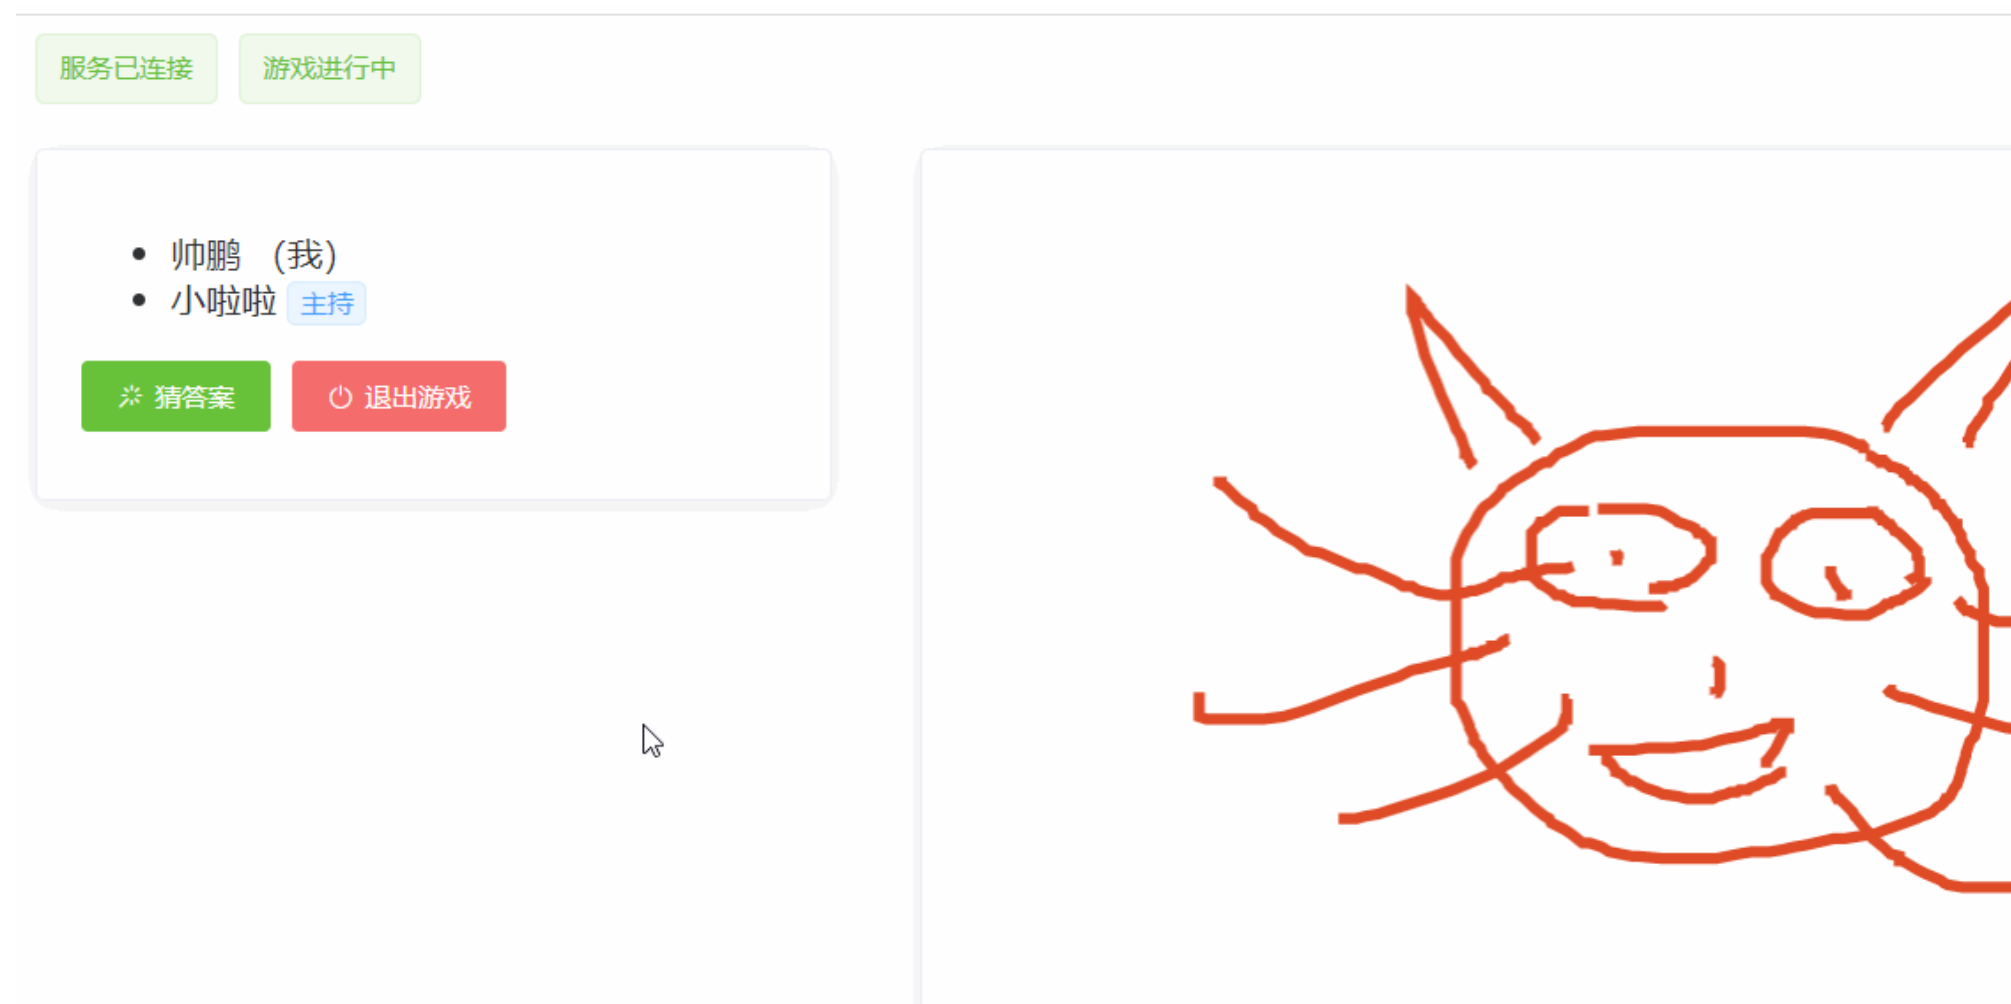 服务已连接 游戏进行中
帅鹏 （我）
小啦啦 主持
猜答案 退出游戏